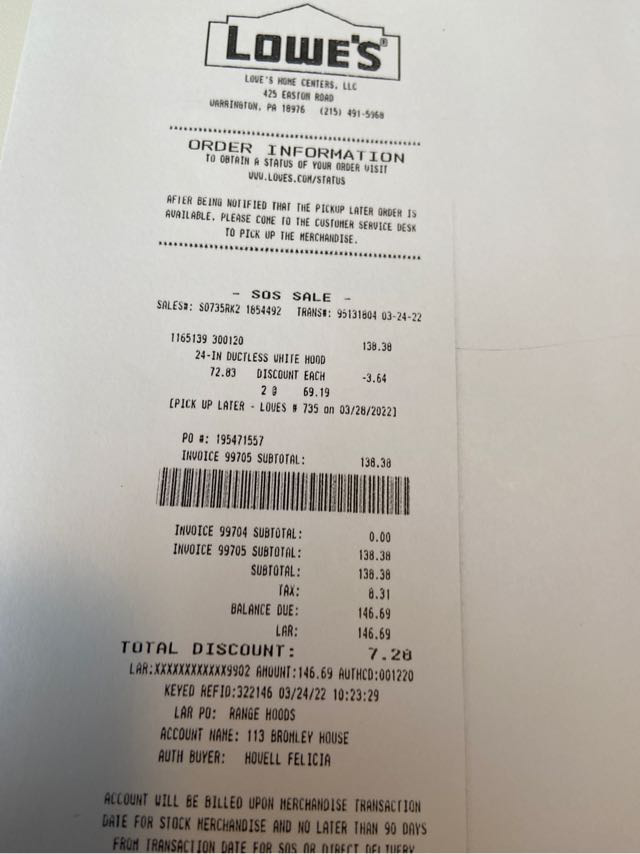 LOWE'S®
LOWE'S HOME CENTERS, LLC
425 EASTON ROAD
WARRINGTON, PA 18976 (215) 491-5968
ORDER INFORMATION
TO OBTAIN A STATUS OF YOUR ORDER VISIT
WWW.LOWES.COM/STATUS
AFTER BEING NOTIFIED THAT THE PICKUP LATER ORDER IS
AVAILABLE, PLEASE COME TO THE CUSTOMER SERVICE DESK
TO PICK UP THE MERCHANDISE.
- SOS SALE -
SALES#: S0735RK2 1854492 TRANS#: 95131804 03-24-22
1165139 300120 138.38
24-IN DUCTLESS WHITE HOOD
72.83 DISCOUNT EACH -3.64
2 @ 69.19
[PICK UP LATER - LOWES # 735 on 03/28/2022]
PO #: 195471557
INVOICE 99705 SUBTOTAL: 138.38
INVOICE 99704 SUBTOTAL: 0.00
INVOICE 99705 SUBTOTAL: 138.38
SUBTOTAL: 138.38
TAX: 8.31
BALANCE DUE: 146.69
LAR: 146.69
TOTAL DISCOUNT: 7.28
LAR:XXXXXXXXXXXX9902 AMOUNT:146.69 AUTHCD:001220
KEYED REFID:322146 03/24/22 10:23:29
LAR PO: RANGE HOODS
ACCOUNT NAME: 113 BROMLEY HOUSE
AUTH BUYER: HOWELL FELICIA
ACCOUNT WILL BE BILLED UPON MERCHANDISE TRANSACTION
DATE FOR STOCK MERCHANDISE AND NO LATER THAN 90 DAYS
FROM TRANSACTION DATE FOR SOS OR DIRECT DELIVERY